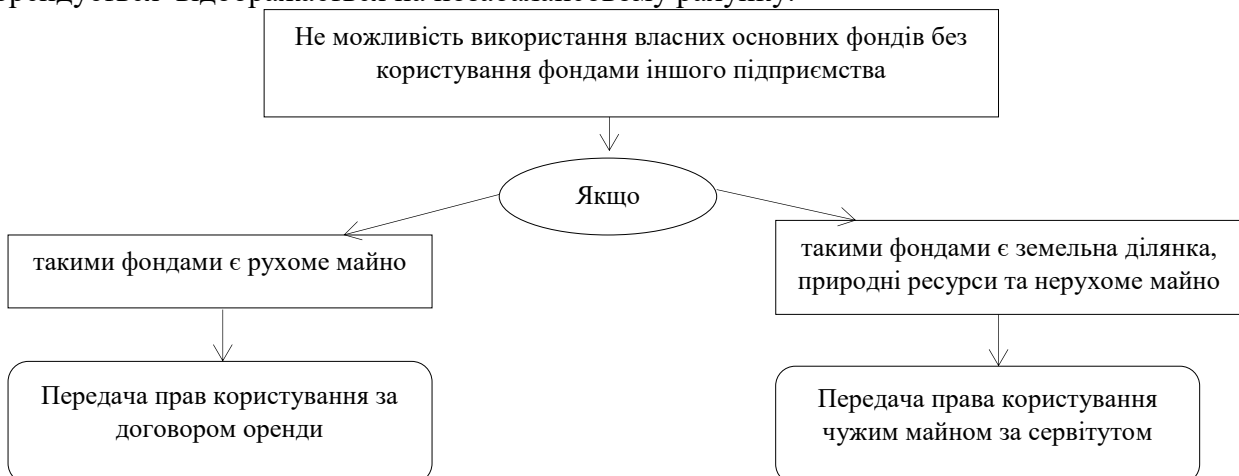 Не можливість використання власних основних фондів без
користування фондами іншого підприємства
Якщо
такими фондами є рухоме майно
такими фондами є земельна ділянка,
природні ресурси та нерухоме майно
Передача прав користування за
договором оренди
Передача права користування
чужим майном за сервітутом